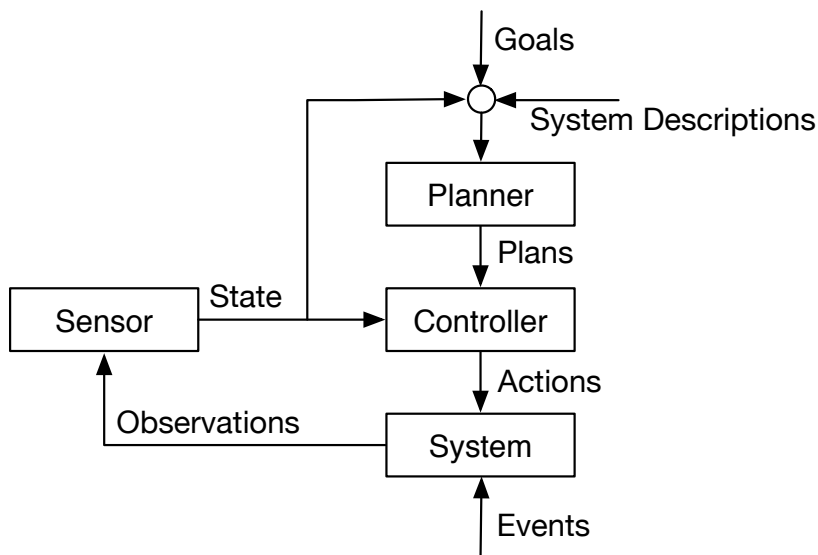 Goals
System Descriptions
Planner
Plans
State
Sensor
Controller
Actions
Observations
System
Events